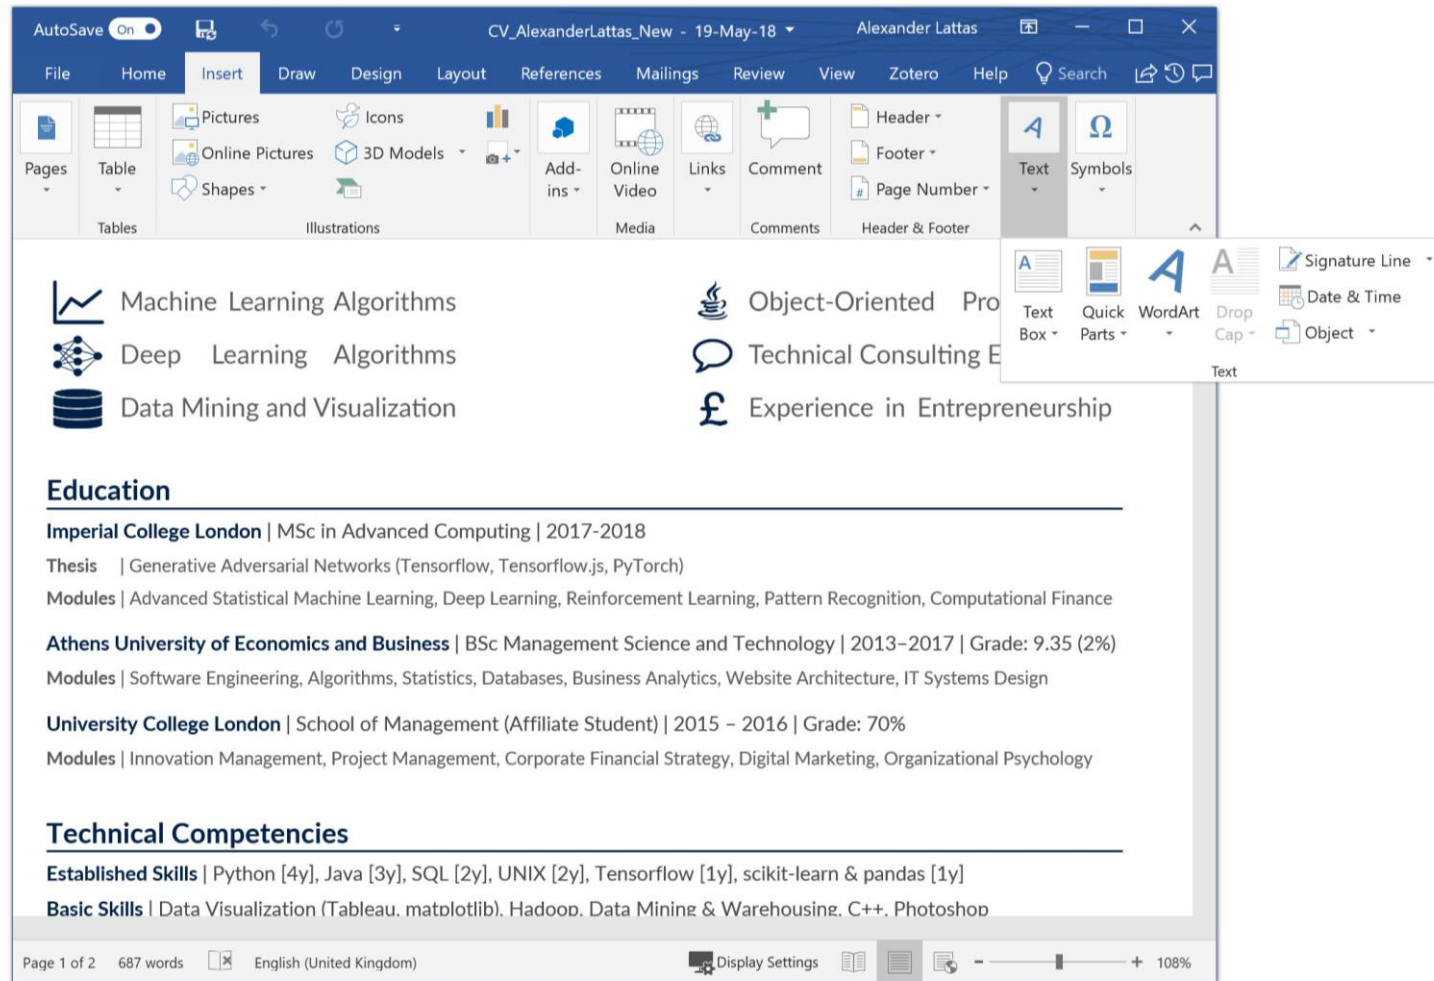 AutoSave On CV_AlexanderLattas_New - 19-May-18 Alexander Lattas
File Home Insert Draw Design Layout References Mailings Review View Zotero Help Search
Pictures Icons Header
Online Pictures 3D Models Footer
Shapes Page Number
Pages Table Add-ins Online Video Links Comment Text Symbols
Tables Illustrations Media Comments Header & Footer
Text Box Quick Parts WordArt Drop Cap Signature Line
Date & Time
Object
Text
Machine Learning Algorithms Object-Oriented Pro
Deep Learning Algorithms Technical Consulting E
Data Mining and Visualization £ Experience in Entrepreneurship
Education
Imperial College London | MSc in Advanced Computing | 2017-2018
Thesis | Generative Adversarial Networks (Tensorflow, Tensorflow.js, PyTorch)
Modules | Advanced Statistical Machine Learning, Deep Learning, Reinforcement Learning, Pattern Recognition, Computational Finance
Athens University of Economics and Business | BSc Management Science and Technology | 2013–2017 | Grade: 9.35 (2%)
Modules | Software Engineering, Algorithms, Statistics, Databases, Business Analytics, Website Architecture, IT Systems Design
University College London | School of Management (Affiliate Student) | 2015 – 2016 | Grade: 70%
Modules | Innovation Management, Project Management, Corporate Financial Strategy, Digital Marketing, Organizational Psychology
Technical Competencies
Established Skills | Python [4y], Java [3y], SQL [2y], UNIX [2y], Tensorflow [1y], scikit-learn & pandas [1y]
Basic Skills | Data Visualization (Tableau, matplotlib), Hadoop, Data Mining & Warehousing, C++, Photoshop
Page 1 of 2 687 words English (United Kingdom) Display Settings - + 108%